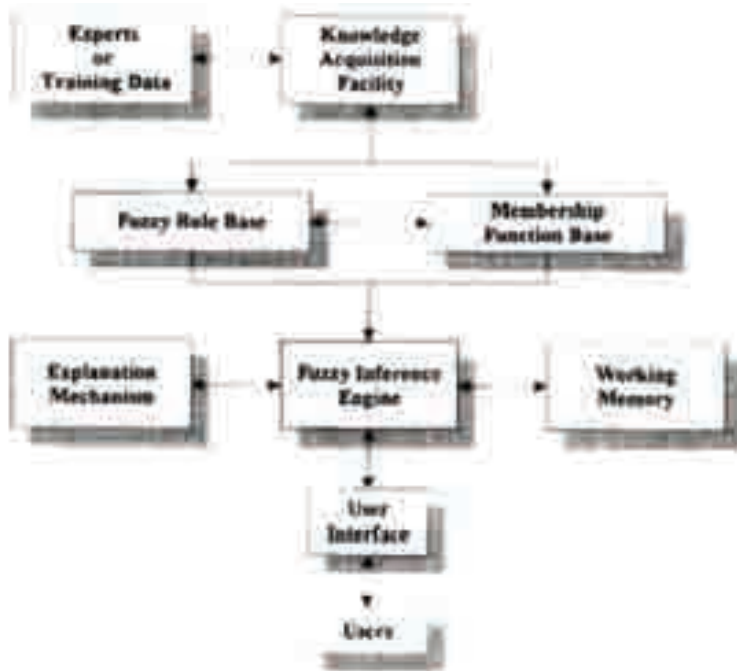 Experts
or
Training Data
Knowledge
Acquisition
Facility
Fuzzy Rule Base
Membership
Function Base
Explanation
Mechanism
Fuzzy Inference
Engine
Working
Memory
User
Interface
Users